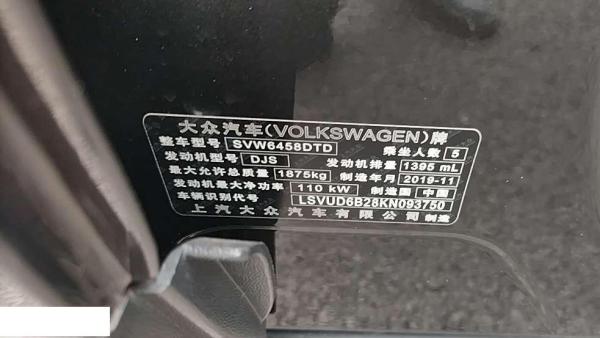 大众汽车(VOLKSWAGEN)牌
整车型号 SVW6458DTD 乘坐人数 5
发动机型号 DJS 发动机排量 1395 mL
最大允许总质量 1875kg 制造年月 2019-11
发动机最大净功率 110 kW 制造国 中国
车辆识别代号 LSVUD6B28KN093750
上汽大众汽车有限公司 制造